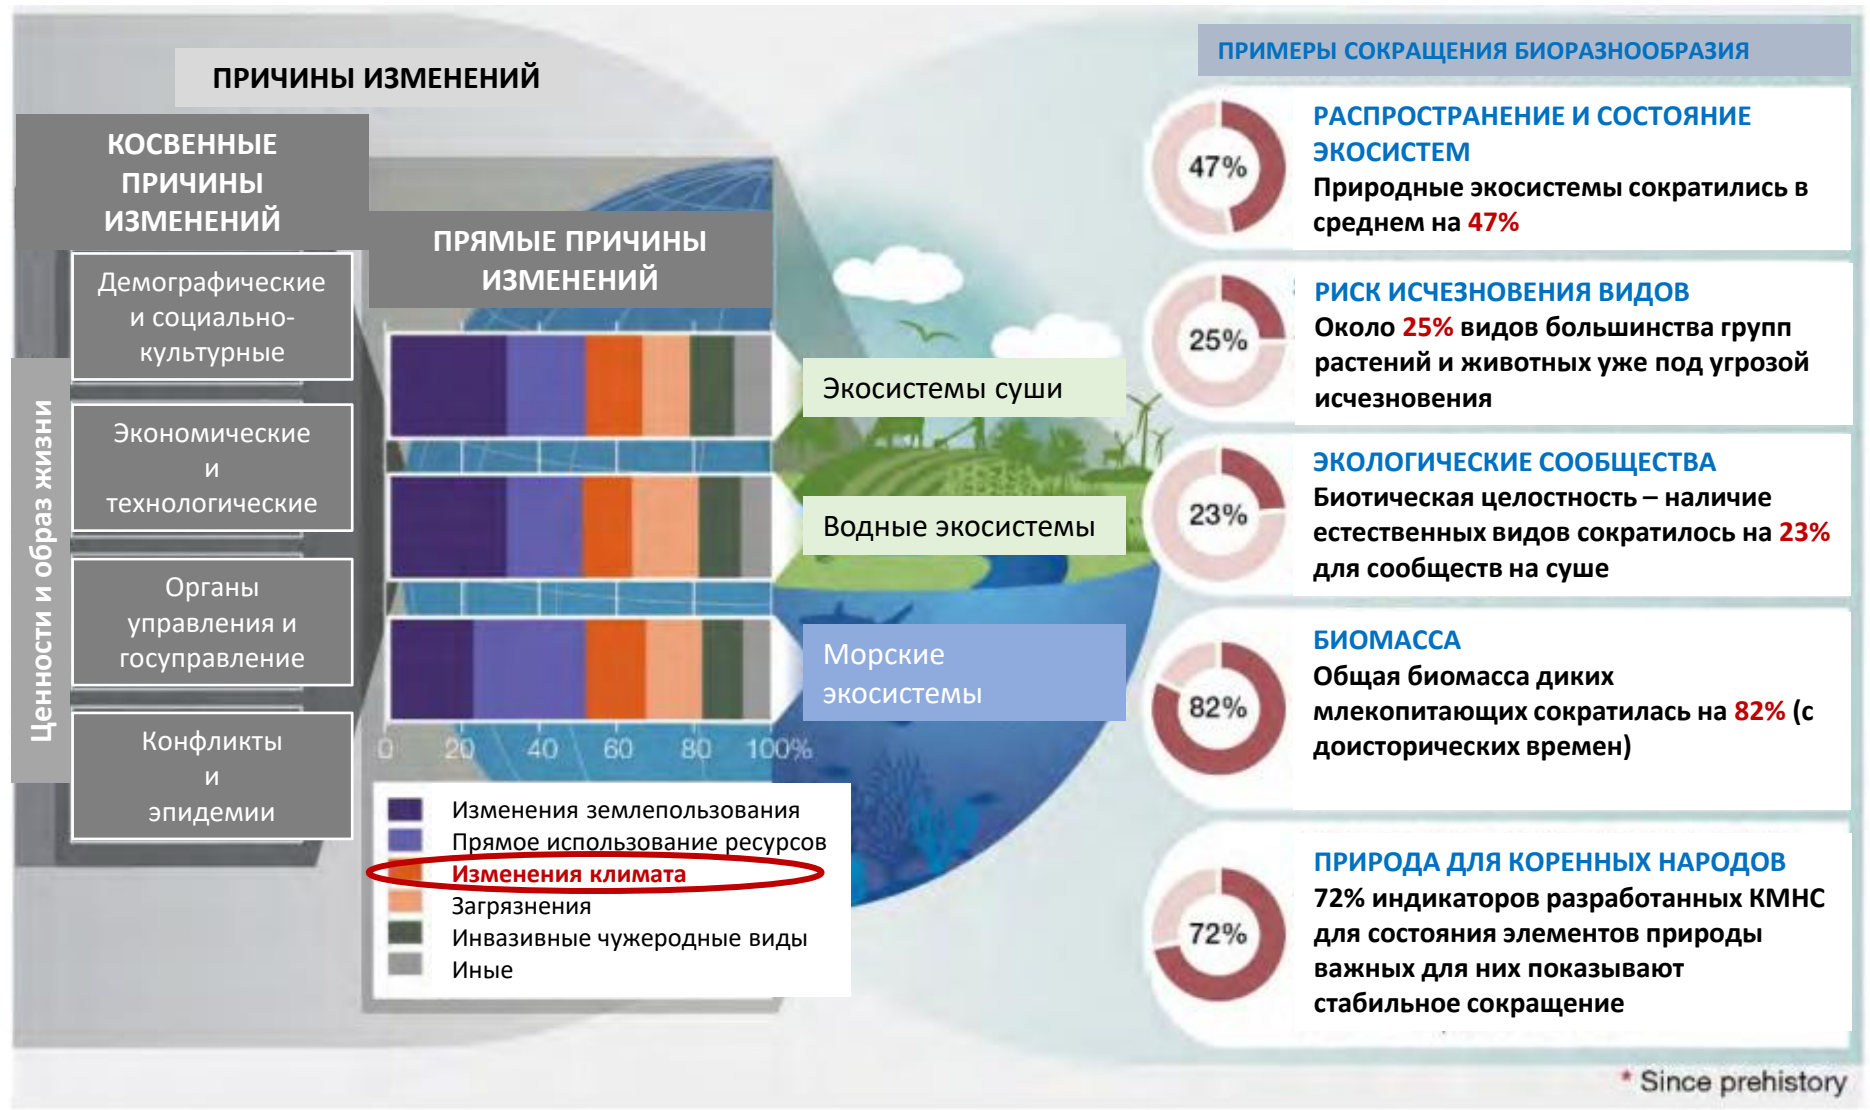 ПРИЧИНЫ ИЗМЕНЕНИЙ
КОСВЕННЫЕ
ПРИЧИНЫ
ИЗМЕНЕНИЙ
Ценности и образ жизни
Демографические
и социально-
культурные
Экономические
и
технологические
Органы
управления и
госуправление
Конфликты
и
эпидемии
ПРЯМЫЕ ПРИЧИНЫ
ИЗМЕНЕНИЙ
Экосистемы суши
Водные экосистемы
Морские
экосистемы
0 20 40 60 80 100%
Изменения землепользования
Прямое использование ресурсов
Изменения климата
Загрязнения
Инвазивные чужеродные виды
Иные
ПРИМЕРЫ СОКРАЩЕНИЯ БИОРАЗНООБРАЗИЯ
47%
РАСПРОСТРАНЕНИЕ И СОСТОЯНИЕ
ЭКОСИСТЕМ
Природные экосистемы сократились в
среднем на 47%
25%
РИСК ИСЧЕЗНОВЕНИЯ ВИДОВ
Около 25% видов большинства групп
растений и животных уже под угрозой
исчезновения
23%
ЭКОЛОГИЧЕСКИЕ СООБЩЕСТВА
Биотическая целостность – наличие
естественных видов сократилось на 23%
для сообществ на суше
82%
БИОМАССА
Общая биомасса диких
млекопитающих сократилась на 82% (с
доисторических времен)
72%
ПРИРОДА ДЛЯ КОРЕННЫХ НАРОДОВ
72% индикаторов разработанных КМНС
для состояния элементов природы
важных для них показывают
стабильное сокращение
* Since prehistory